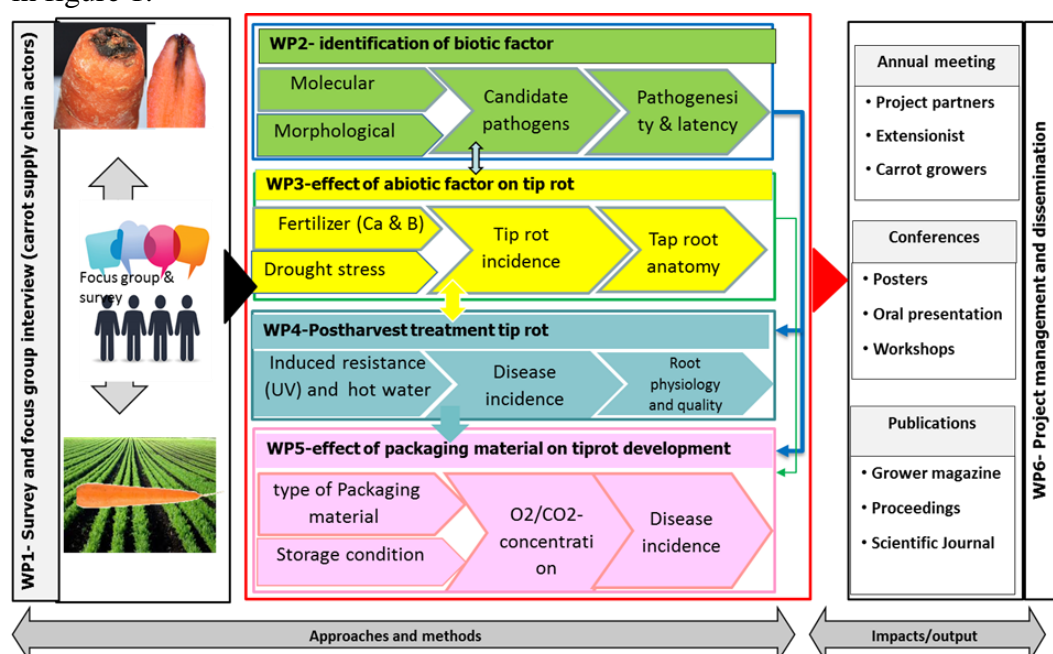 in figure 1.
WP1- Survey and focus group interview (carrot supply chain actors)
Focus group &
survey
WP2- identification of biotic factor
Molecular
Morphological
Candidate
pathogens
Pathogenesi
ty & latency
WP3-effect of abiotic factor on tip rot
Fertilizer (Ca & B)
Drought stress
Tip rot
incidence
Tap root
anatomy
WP4-Postharvest treatment tip rot
Induced resistance
(UV) and hot water
Disease
incidence
Root
physiology
and quality
WP5-effect of packaging material on tiprot development
type of Packaging
material
Storage condition
O2/CO2-
concentrati
on
Disease
incidence
Annual meeting
• Project partners
• Extensionist
• Carrot growers
Conferences
• Posters
• Oral presentation
• Workshops
Publications
• Grower magazine
• Proceedings
• Scientific Journal
WP6- Project management and dissemination
Approaches and methods
Impacts/output